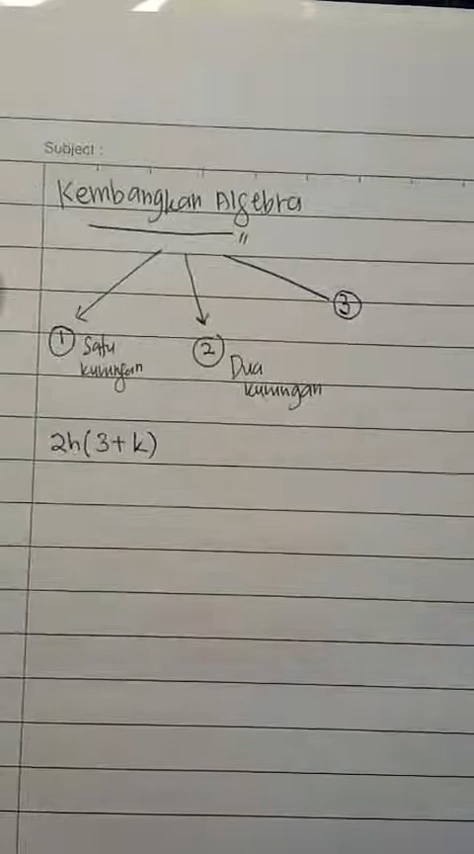 Subject :
Kembangkan Algebra
① Satu
kurungan
② Dua
kurungan
③
2h(3+k)